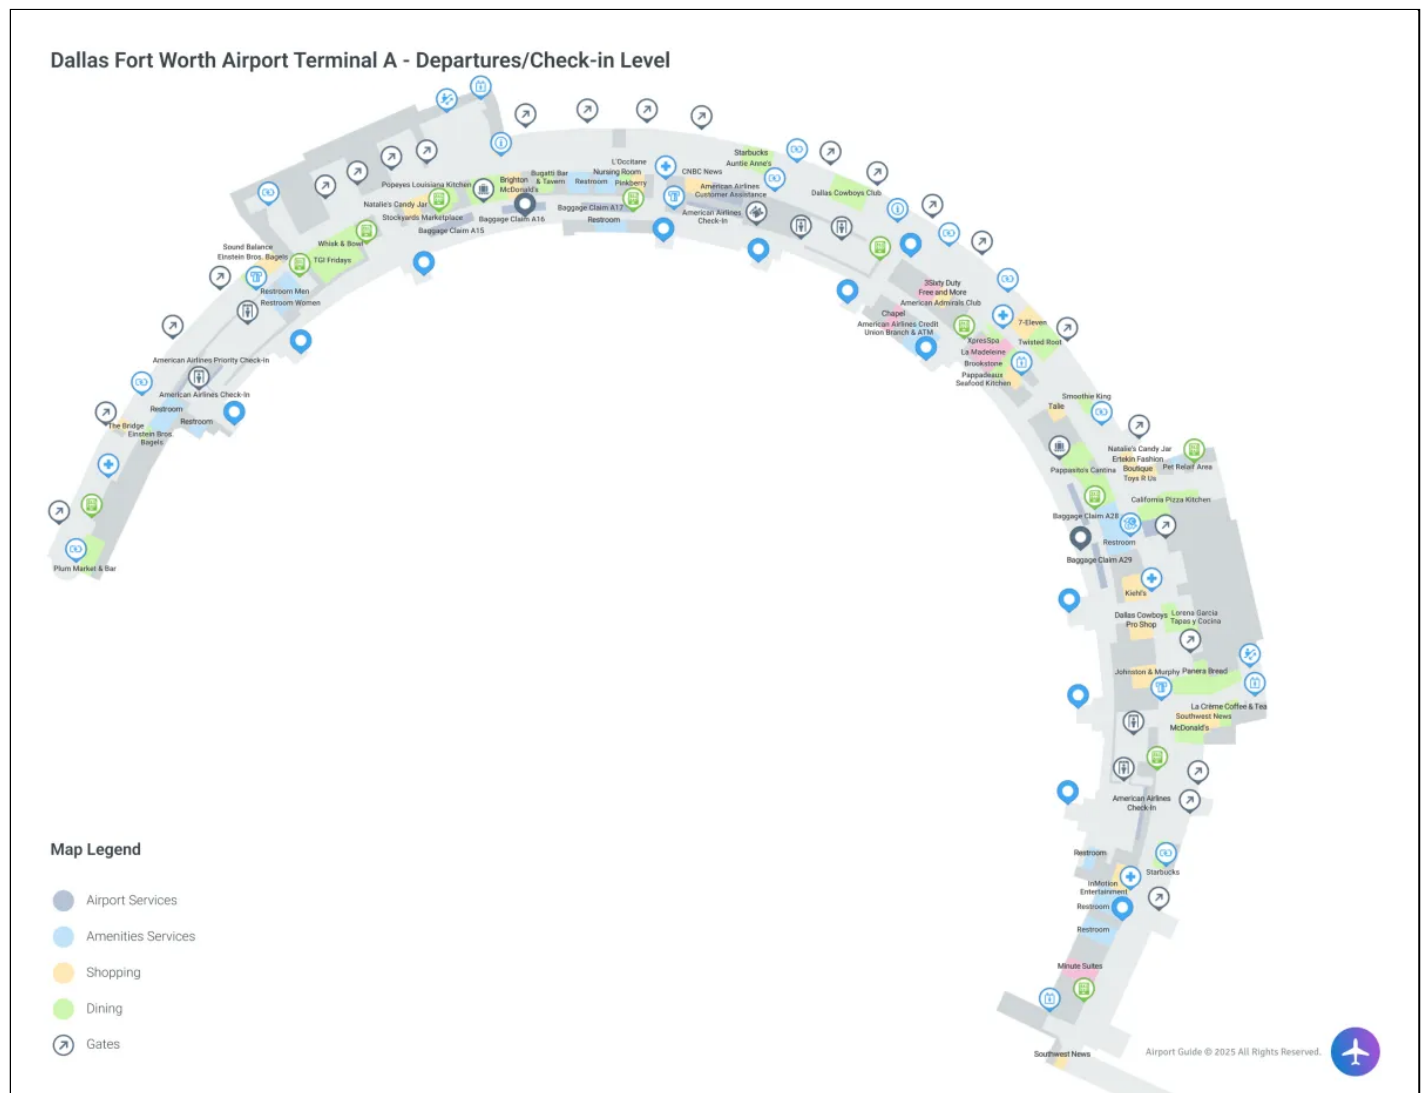 Dallas Fort Worth Airport Terminal A - Departures/Check-in Level
L'Occitane
Nursing Room
Pinkberry
CNBC News
Starbucks
Auntie Anne's
Popeyes Louisiana Kitchen
Brighton
McDonald's
Bugatti Bar
& Tavern
Restroom
American Airlines
Customer Assistance
Dallas Cowboys Club
Natalie's Candy Jar
Stockyards Marketplace
Baggage Claim A15
Baggage Claim A16
Baggage Claim A17
Restroom
American Airlines
Check-In
Whisk & Bowl
TGI Fridays
Sound Balance
Einstein Bros. Bagels
Restroom Men
Restroom Women
American Airlines Priority Check-In
American Airlines Check-In
Restroom
Restroom
The Bridge
Einstein Bros.
Bagels
Plum Market & Bar
3Sixty Duty
Free and More
American Admirals Club
Chapel
American Airlines Credit
Union Branch & ATM
7-Eleven
Twisted Root
XpresSpa
La Madeleine
Brookstone
Pappadeaux
Seafood Kitchen
Smoothie King
Talie
Natalie's Candy Jar
Ertekin Fashion
Boutique
Toys R Us
Pet Relief Area
Pappasito's Cantina
California Pizza Kitchen
Baggage Claim A28
Restroom
Baggage Claim A29
Kiehl's
Dallas Cowboys
Pro Shop
Lorena Garcia
Tapas y Cocina
Johnston & Murphy
Panera Bread
La Crème Coffee & Tea
Southwest News
McDonald's
American Airlines
Check-In
Restroom
Starbucks
InMotion
Entertainment
Restroom
Restroom
Minute Suites
Southwest News
Map Legend
Airport Services
Amenities Services
Shopping
Dining
Gates
Airport Guide © 2025 All Rights Reserved.